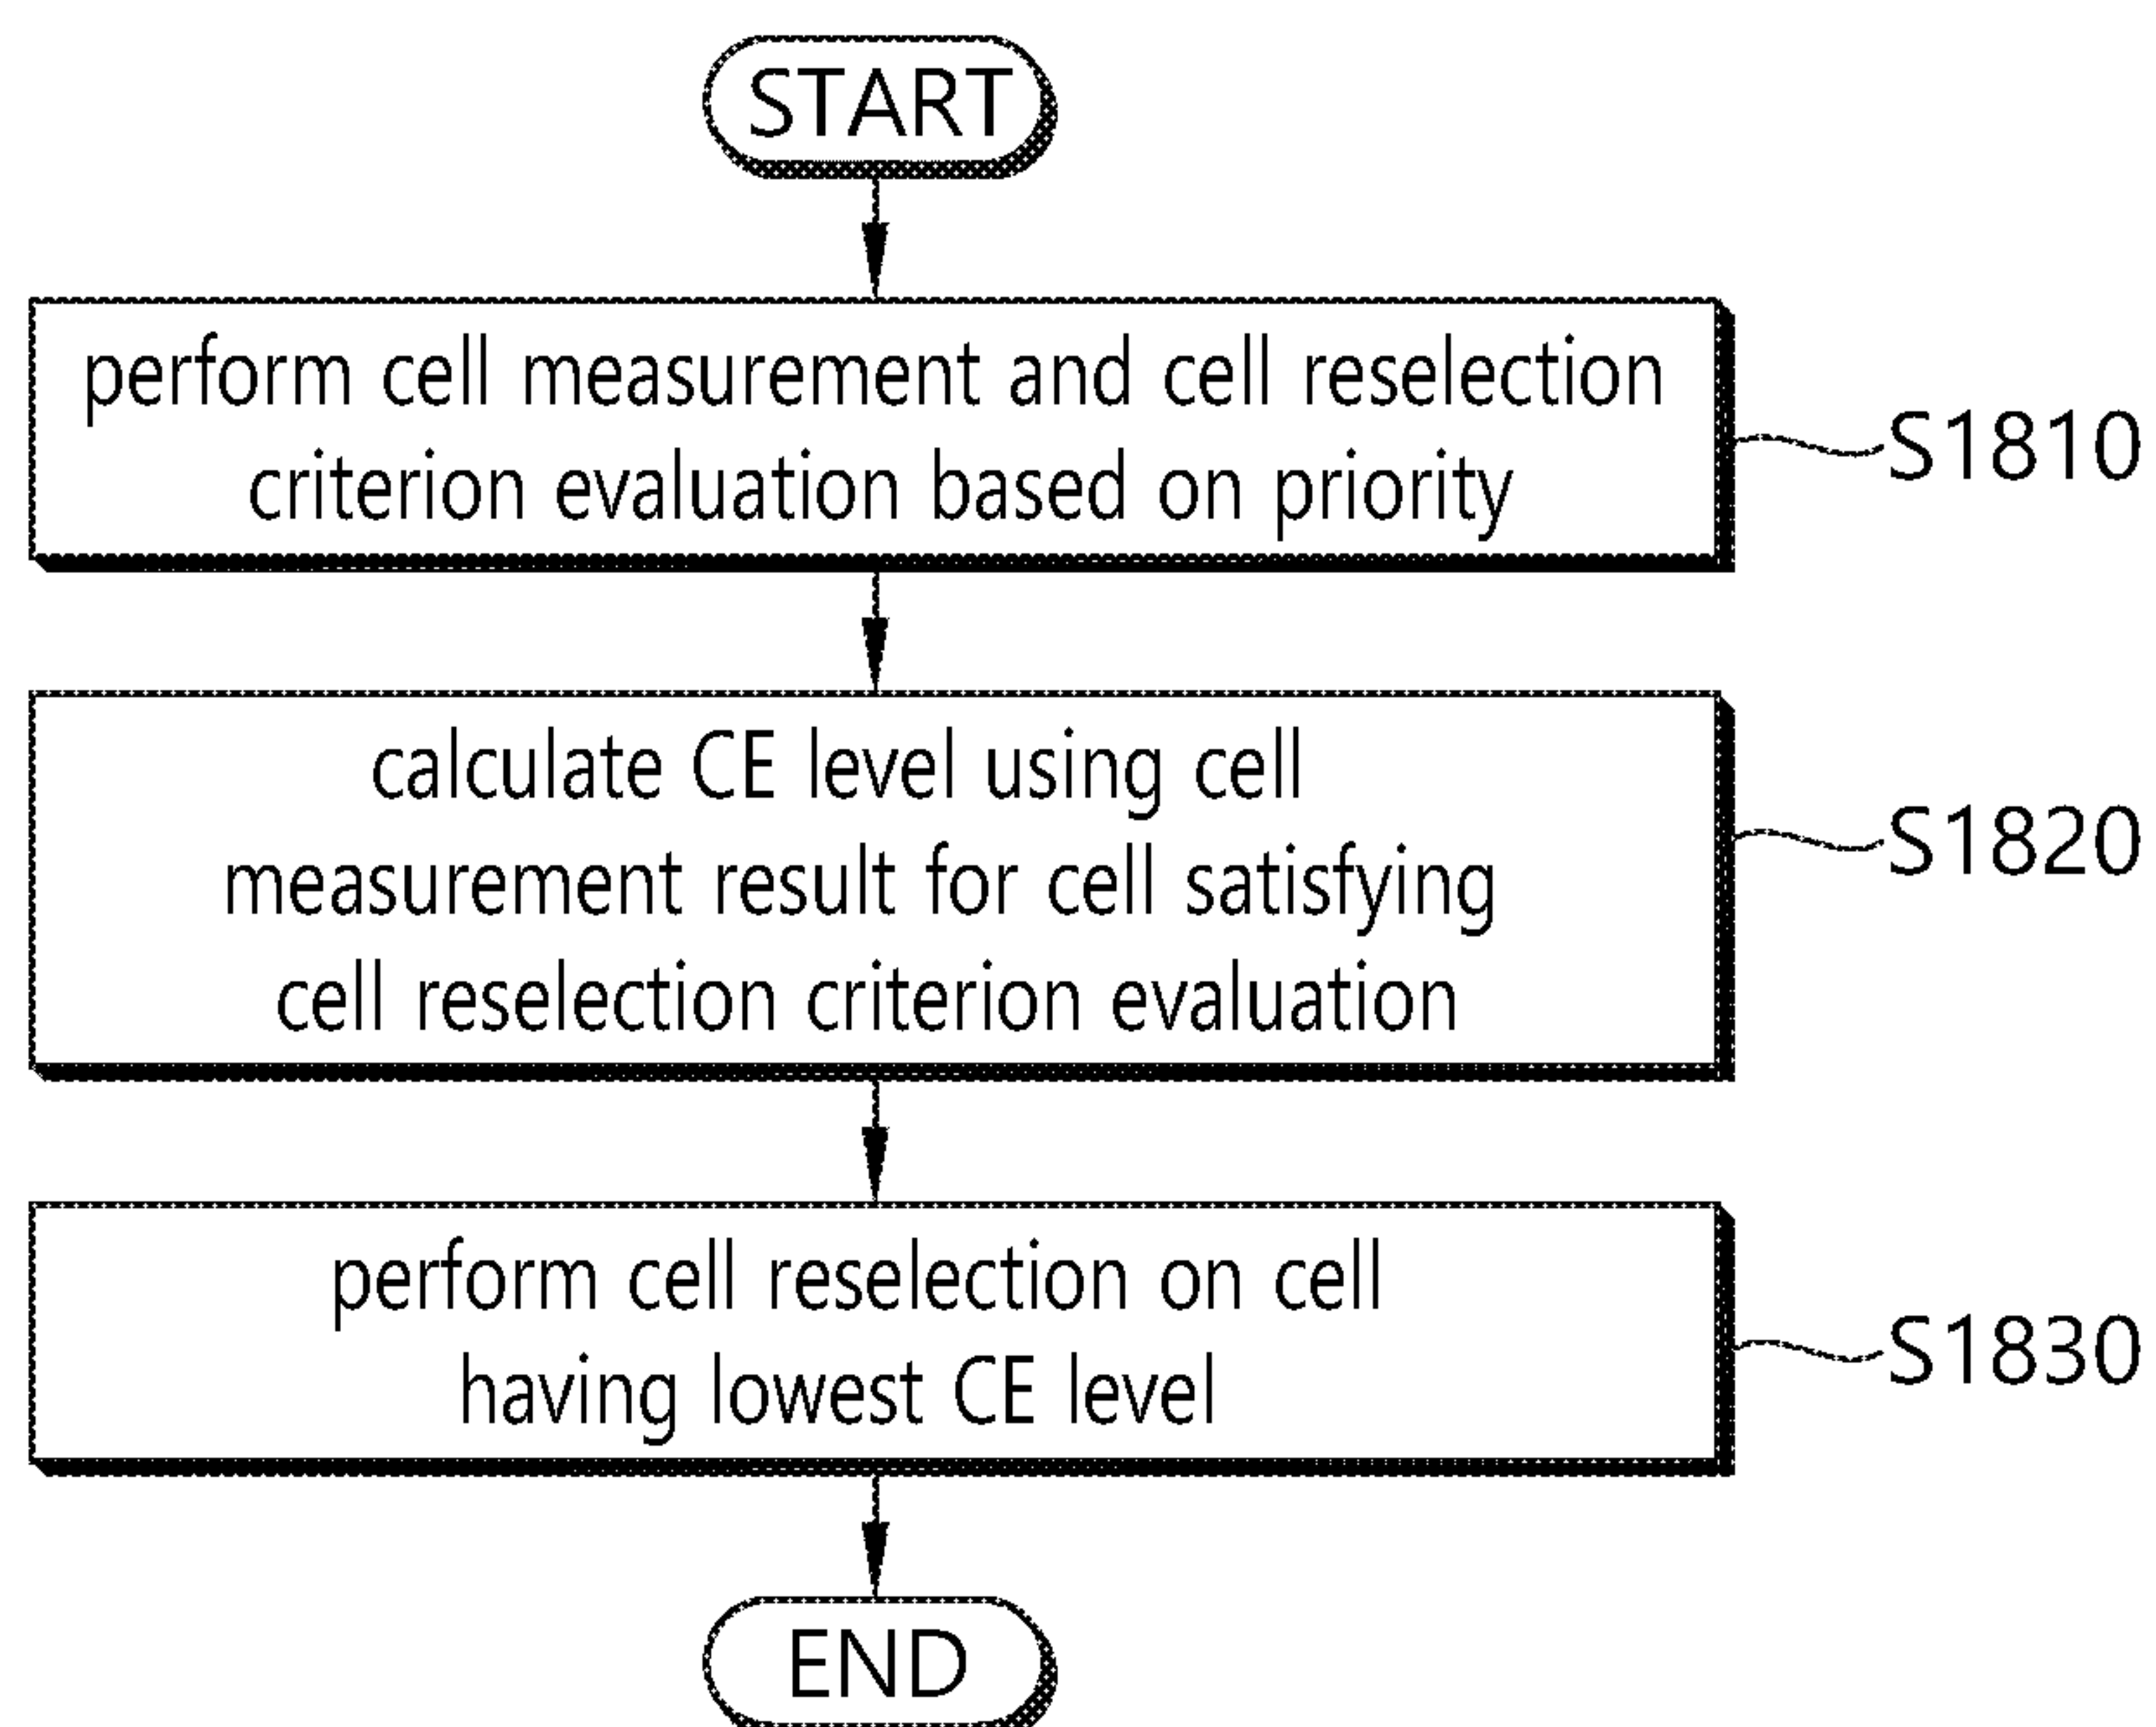 START
perform cell measurement and cell reselection
criterion evaluation based on priority
S1810
calculate CE level using cell
measurement result for cell satisfying
cell reselection criterion evaluation
S1820
perform cell reselection on cell
having lowest CE level
S1830
END